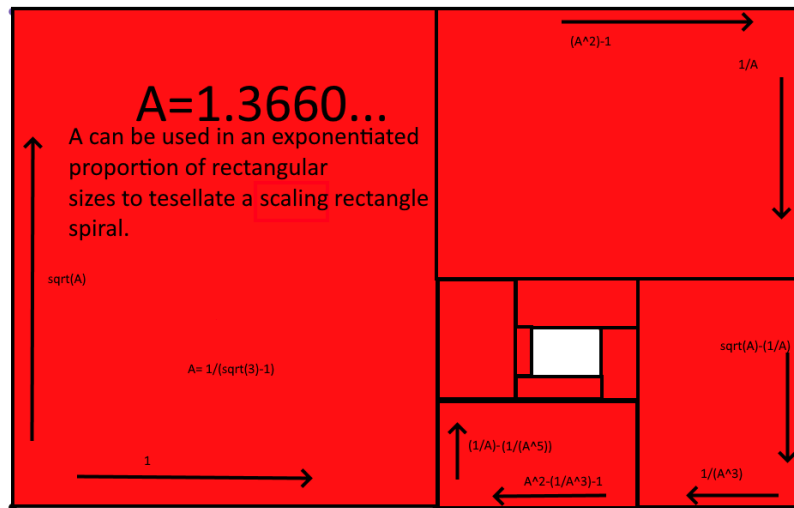 (A^2)-1
1/A
A=1.3660...
A can be used in an exponentiated
proportion of rectangular
sizes to tesellate a scaling rectangle
spiral.
sqrt(A)
sqrt(A)-(1/A)
A= 1/(sqrt(3)-1)
(1/A)-(1/(A^5))
1
A^2-(1/A^3)-1
1/(A^3)